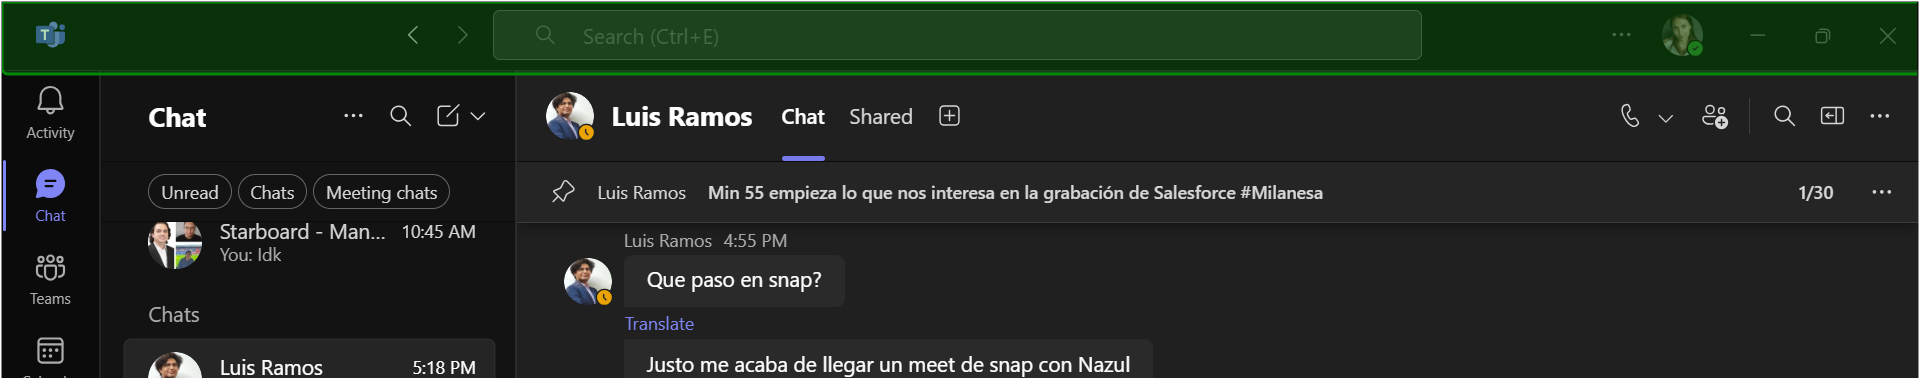 Search (Ctrl+E)
Activity
Chat
Teams
Chat
Unread
Chats
Meeting chats
Starboard - Man... 10:45 AM
You: Idk
Chats
Luis Ramos 5:18 PM
Luis Ramos
Chat
Shared
Luis Ramos Min 55 empieza lo que nos interesa en la grabación de Salesforce #Milanesa 1/30
Luis Ramos 4:55 PM
Que paso en snap?
Translate
Justo me acaba de llegar un meet de snap con Nazul